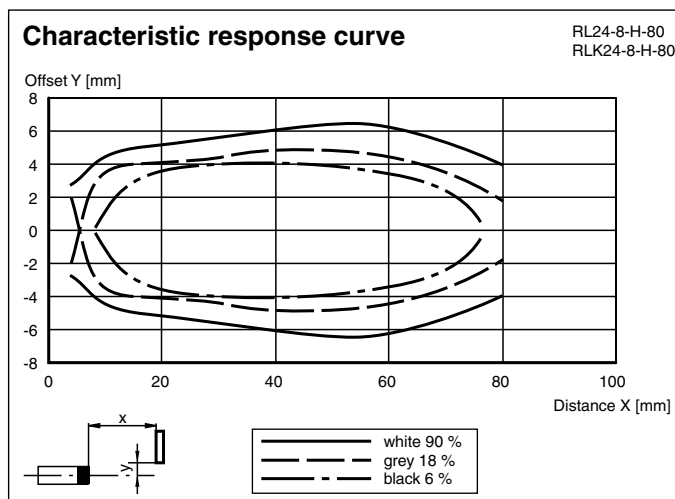 Characteristic response curve
RL24-8-H-80
RLK24-8-H-80
Offset Y [mm]
8
6
4
2
0
-2
-4
-6
-8
0 20 40 60 80 100
Distance X [mm]
x
y
white 90 %
grey 18 %
black 6 %